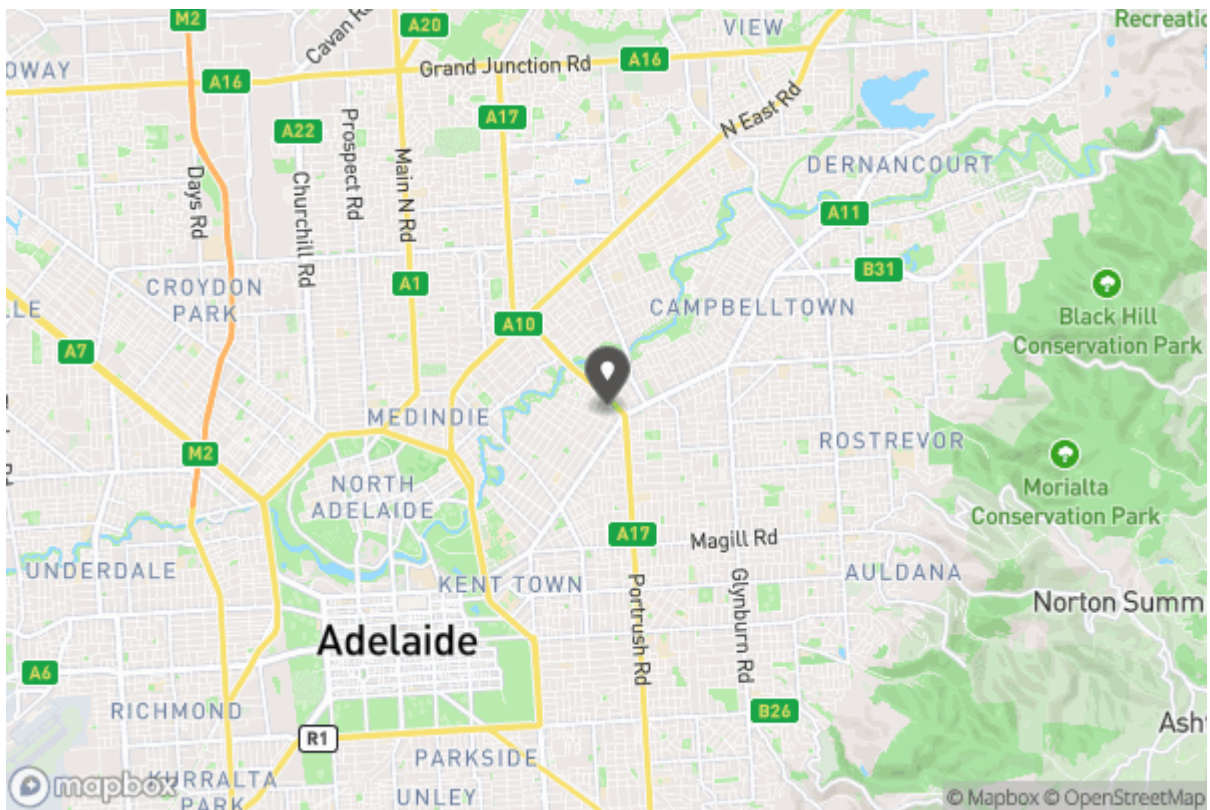 M2
A20
Cavan Rd
VIEW
Recreatio
OWAY
A16
Grand Junction Rd
A16
A22
A17
N East Rd
Prospect Rd
Main N Rd
Days Rd
Churchill Rd
DERNANCOURT
A11
B31
CROYDON
PARK
A1
CAMPBELLTOWN
Black Hill
Conservation Park
LLE
A7
A10
MEDINDIE
ROSTREVOR
M2
NORTH
ADELAIDE
Morialta
Conservation Park
A17
Magill Rd
UNDERDALE
KENT TOWN
AULDANA
Portrush Rd
Glynburn Rd
Norton Summ
Adelaide
A6
RICHMOND
B26
Asht
R1
PARKSIDE
mapbox
KURRALTA
PARK
UNLEY
© Mapbox © OpenStreetMap